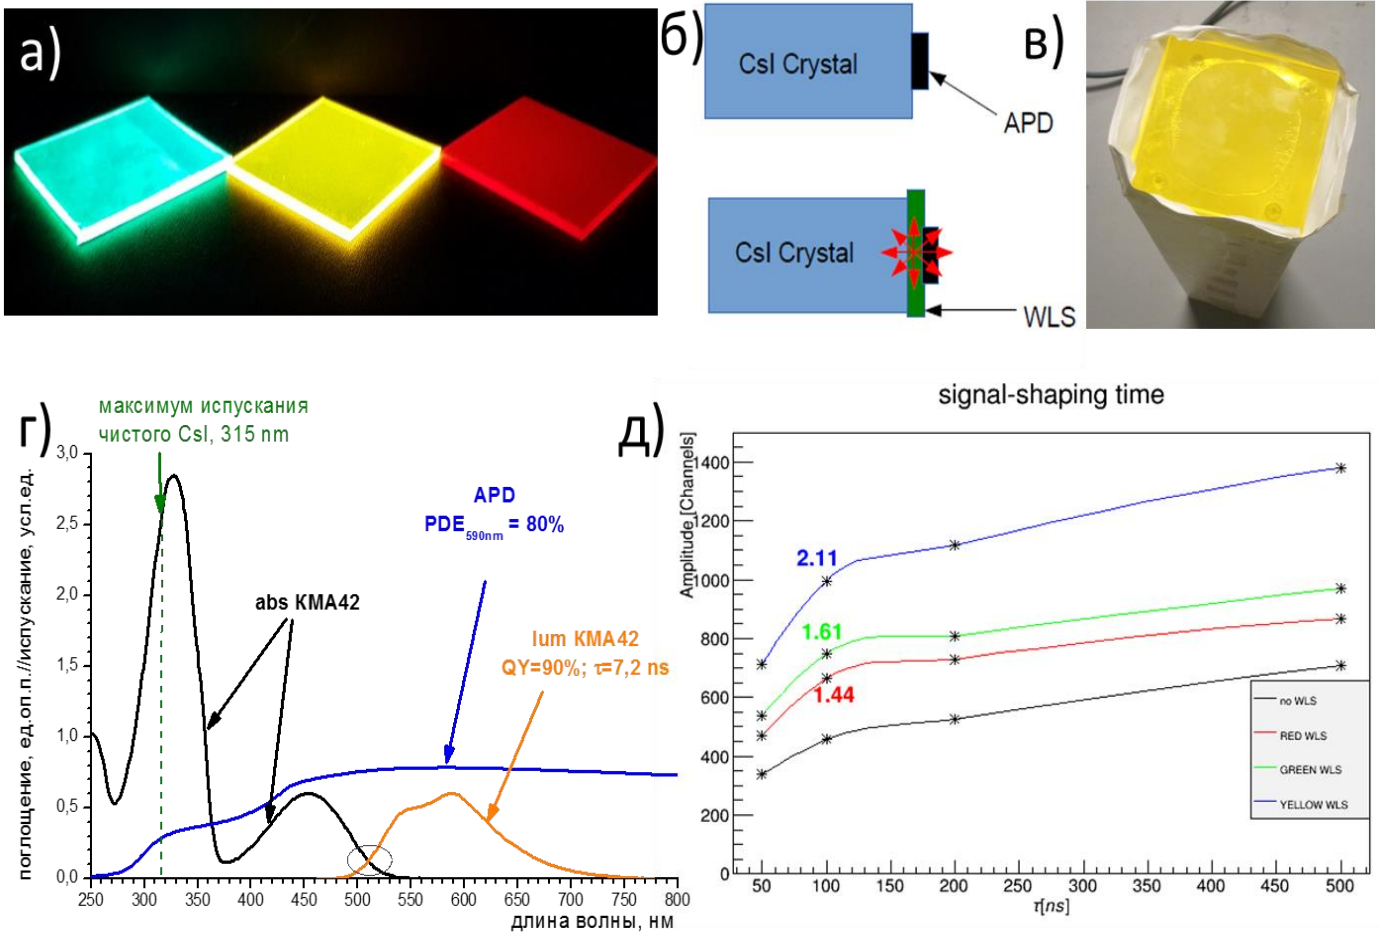 а)
б)
CsI Crystal
APD
CsI Crystal
WLS
в)
г)
максимум испускания
чистого CsI, 315 nm
APD
PDE590nm = 80%
abs KMA42
lum KMA42
QY=90%; τ=7,2 ns
поглощение, ед.оп.п.//испускание, усл.ед.
3,0
2,5
2,0
1,5
1,0
0,5
0,0
250 300 350 400 450 500 550 600 650 700 750 800
длина волны, нм
д)
signal-shaping time
Amplitude [Channels]
1400
1200
1000
800
600
400
200
0
2.11
1.61
1.44
no WLS
RED WLS
GREEN WLS
YELLOW WLS
50 100 150 200 250 300 350 400 450 500
τ[ns]